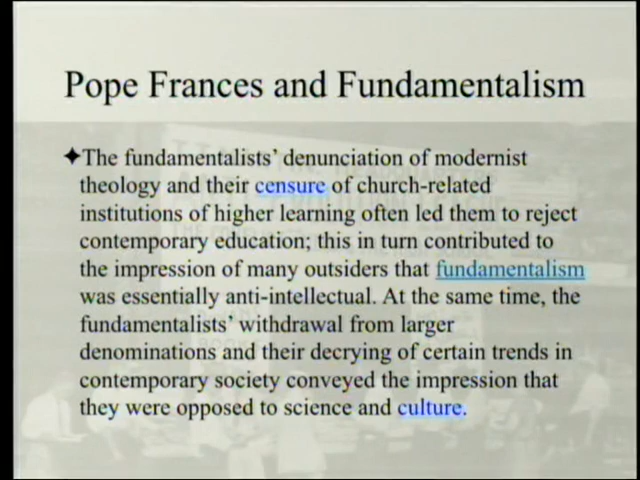 Pope Frances and Fundamentalism
✦The fundamentalists' denunciation of modernist
theology and their censure of church-related
institutions of higher learning often led them to reject
contemporary education; this in turn contributed to
the impression of many outsiders that fundamentalism
was essentially anti-intellectual. At the same time, the
fundamentalists' withdrawal from larger
denominations and their decrying of certain trends in
contemporary society conveyed the impression that
they were opposed to science and culture.